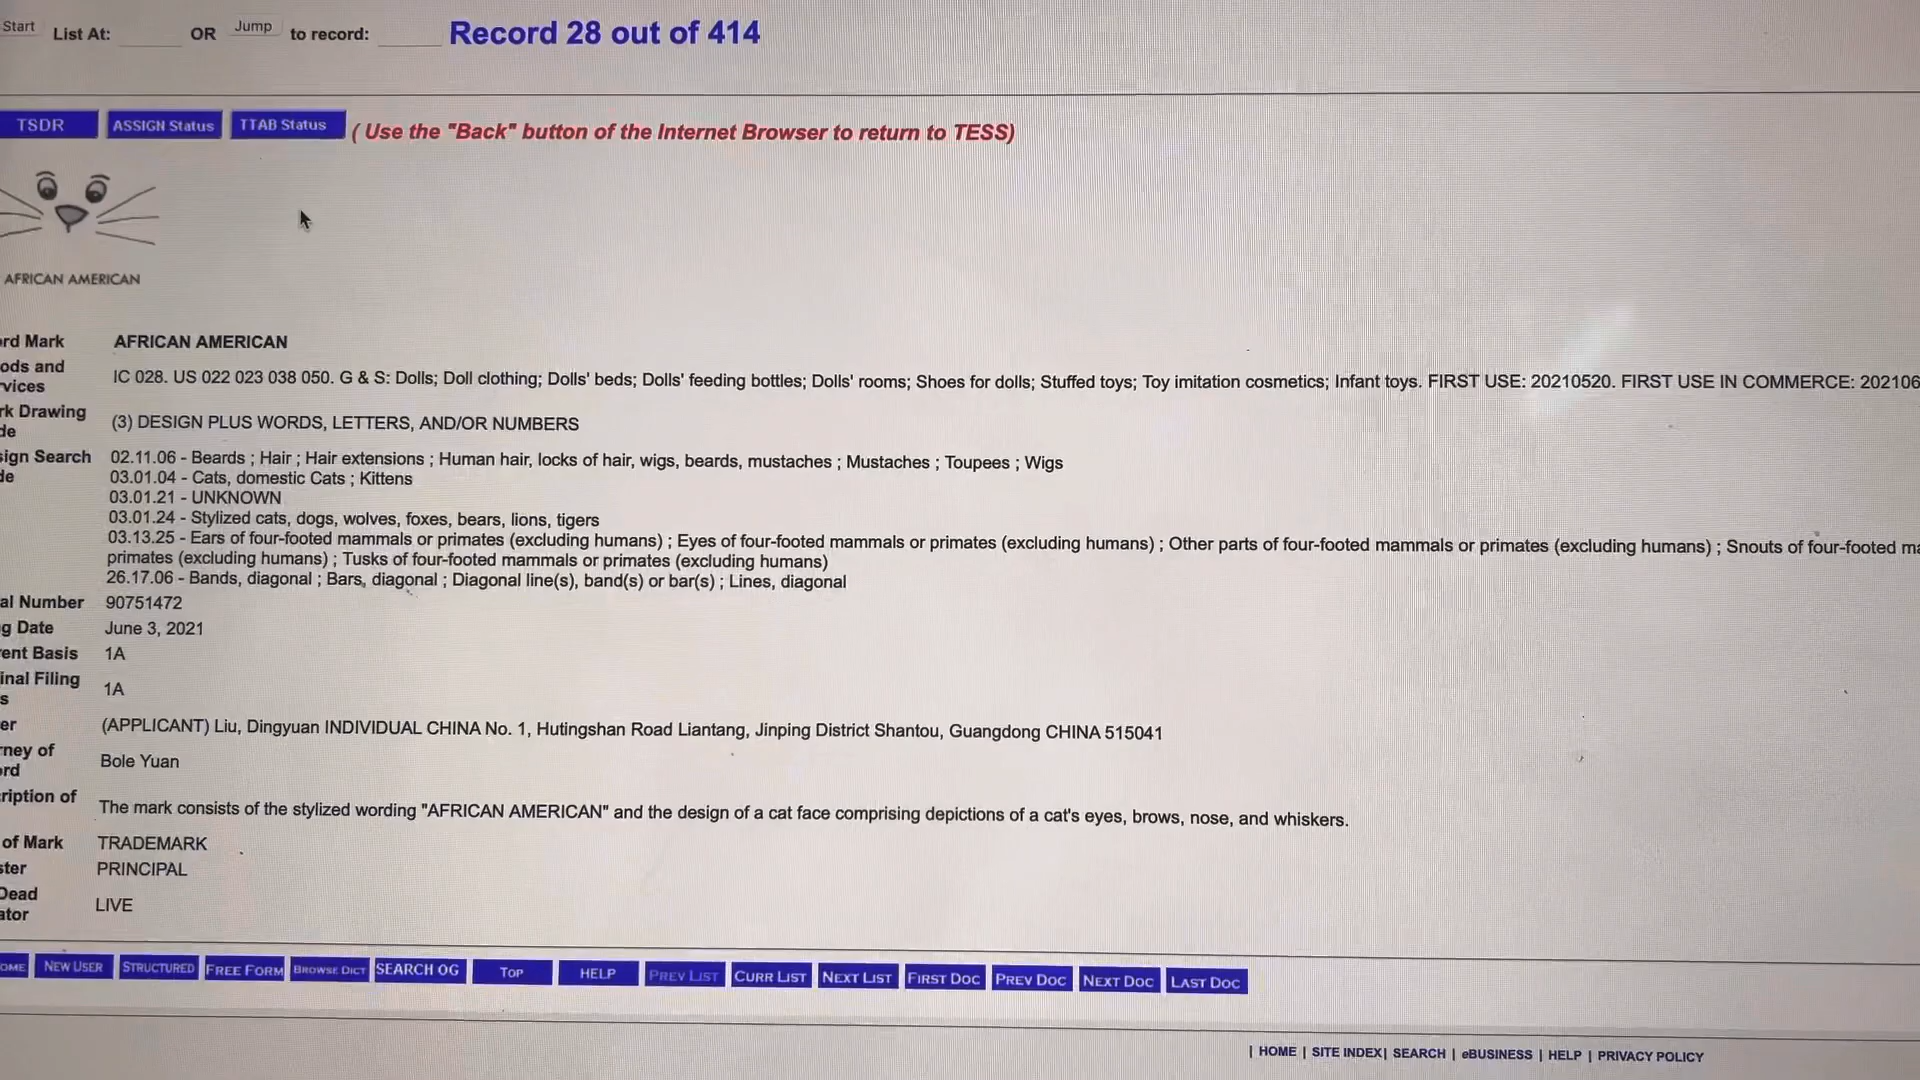 Start List At: OR Jump to record: Record 28 out of 414
TSDR ASSIGN Status TTAB Status ( Use the "Back" button of the Internet Browser to return to TESS)
AFRICAN AMERICAN
rd Mark AFRICAN AMERICAN
ods and
vices IC 028. US 022 023 038 050. G & S: Dolls; Doll clothing; Dolls' beds; Dolls' feeding bottles; Dolls' rooms; Shoes for dolls; Stuffed toys; Toy imitation cosmetics; Infant toys. FIRST USE: 20210520. FIRST USE IN COMMERCE: 202106
rk Drawing
de (3) DESIGN PLUS WORDS, LETTERS, AND/OR NUMBERS
sign Search
de 02.11.06 - Beards ; Hair ; Hair extensions ; Human hair, locks of hair, wigs, beards, mustaches ; Mustaches ; Toupees ; Wigs
03.01.04 - Cats, domestic Cats ; Kittens
03.01.21 - UNKNOWN
03.01.24 - Stylized cats, dogs, wolves, foxes, bears, lions, tigers
03.13.25 - Ears of four-footed mammals or primates (excluding humans) ; Eyes of four-footed mammals or primates (excluding humans) ; Other parts of four-footed mammals or primates (excluding humans) ; Snouts of four-footed ma
primates (excluding humans) ; Tusks of four-footed mammals or primates (excluding humans)
26.17.06 - Bands, diagonal ; Bars, diagonal ; Diagonal line(s), band(s) or bar(s) ; Lines, diagonal
al Number 90751472
g Date June 3, 2021
ent Basis 1A
inal Filing
s 1A
er (APPLICANT) Liu, Dingyuan INDIVIDUAL CHINA No. 1, Hutingshan Road Liantang, Jinping District Shantou, Guangdong CHINA 515041
rney of
ord Bole Yuan
ription of
The mark consists of the stylized wording "AFRICAN AMERICAN" and the design of a cat face comprising depictions of a cat's eyes, brows, nose, and whiskers.
of Mark TRADEMARK
ster PRINCIPAL
Dead
ator LIVE
OME NEW USER STRUCTURED FREE FORM BROWSE DICT SEARCH OG TOP HELP PREV LIST CURR LIST NEXT LIST FIRST DOC PREV DOC NEXT DOC LAST DOC
| HOME | SITE INDEX| SEARCH | eBUSINESS | HELP | PRIVACY POLICY